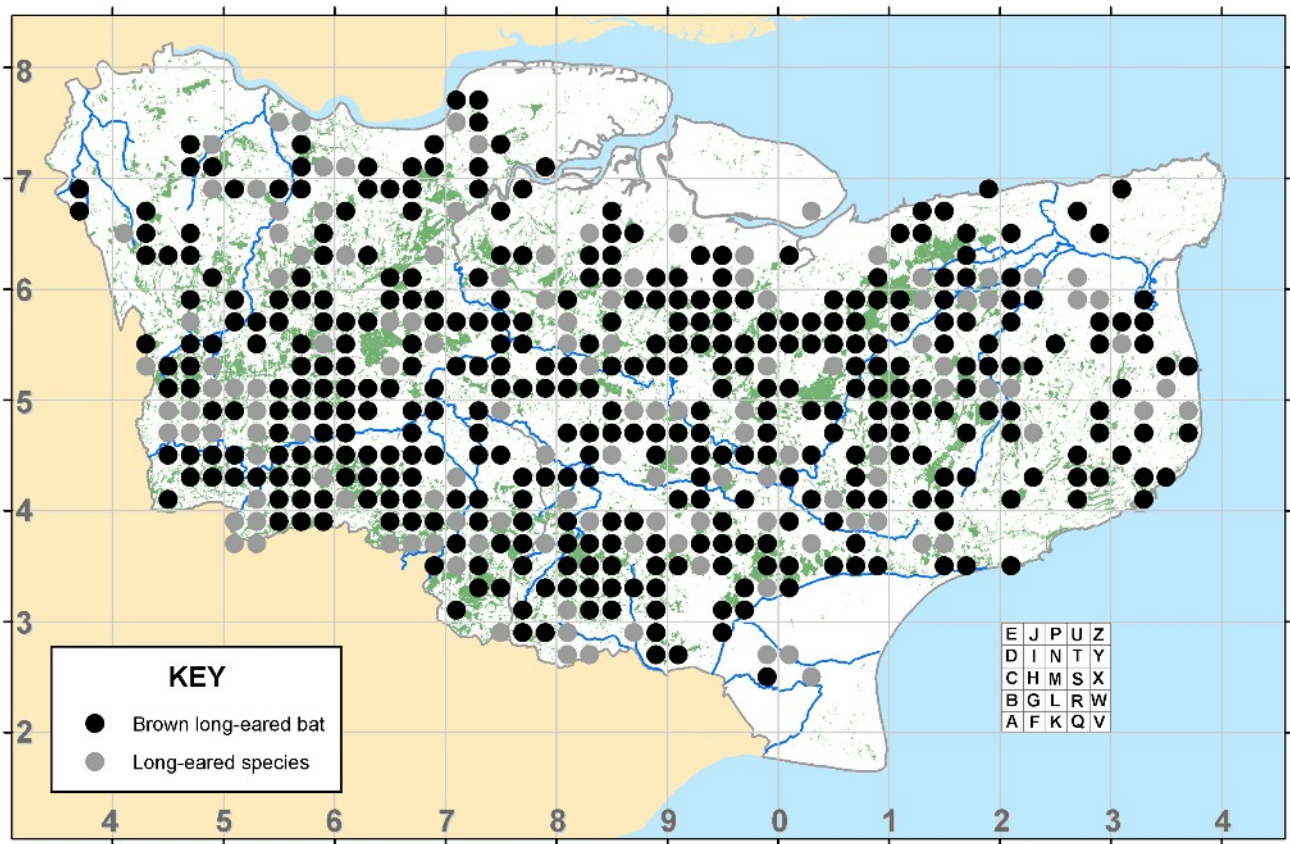 8
7
6
5
4
3
2
KEY
Brown long-eared bat
Long-eared species
E J P U Z
D I N T Y
C H M S X
B G L R W
A F K Q V
4 5 6 7 8 9 0 1 2 3 4